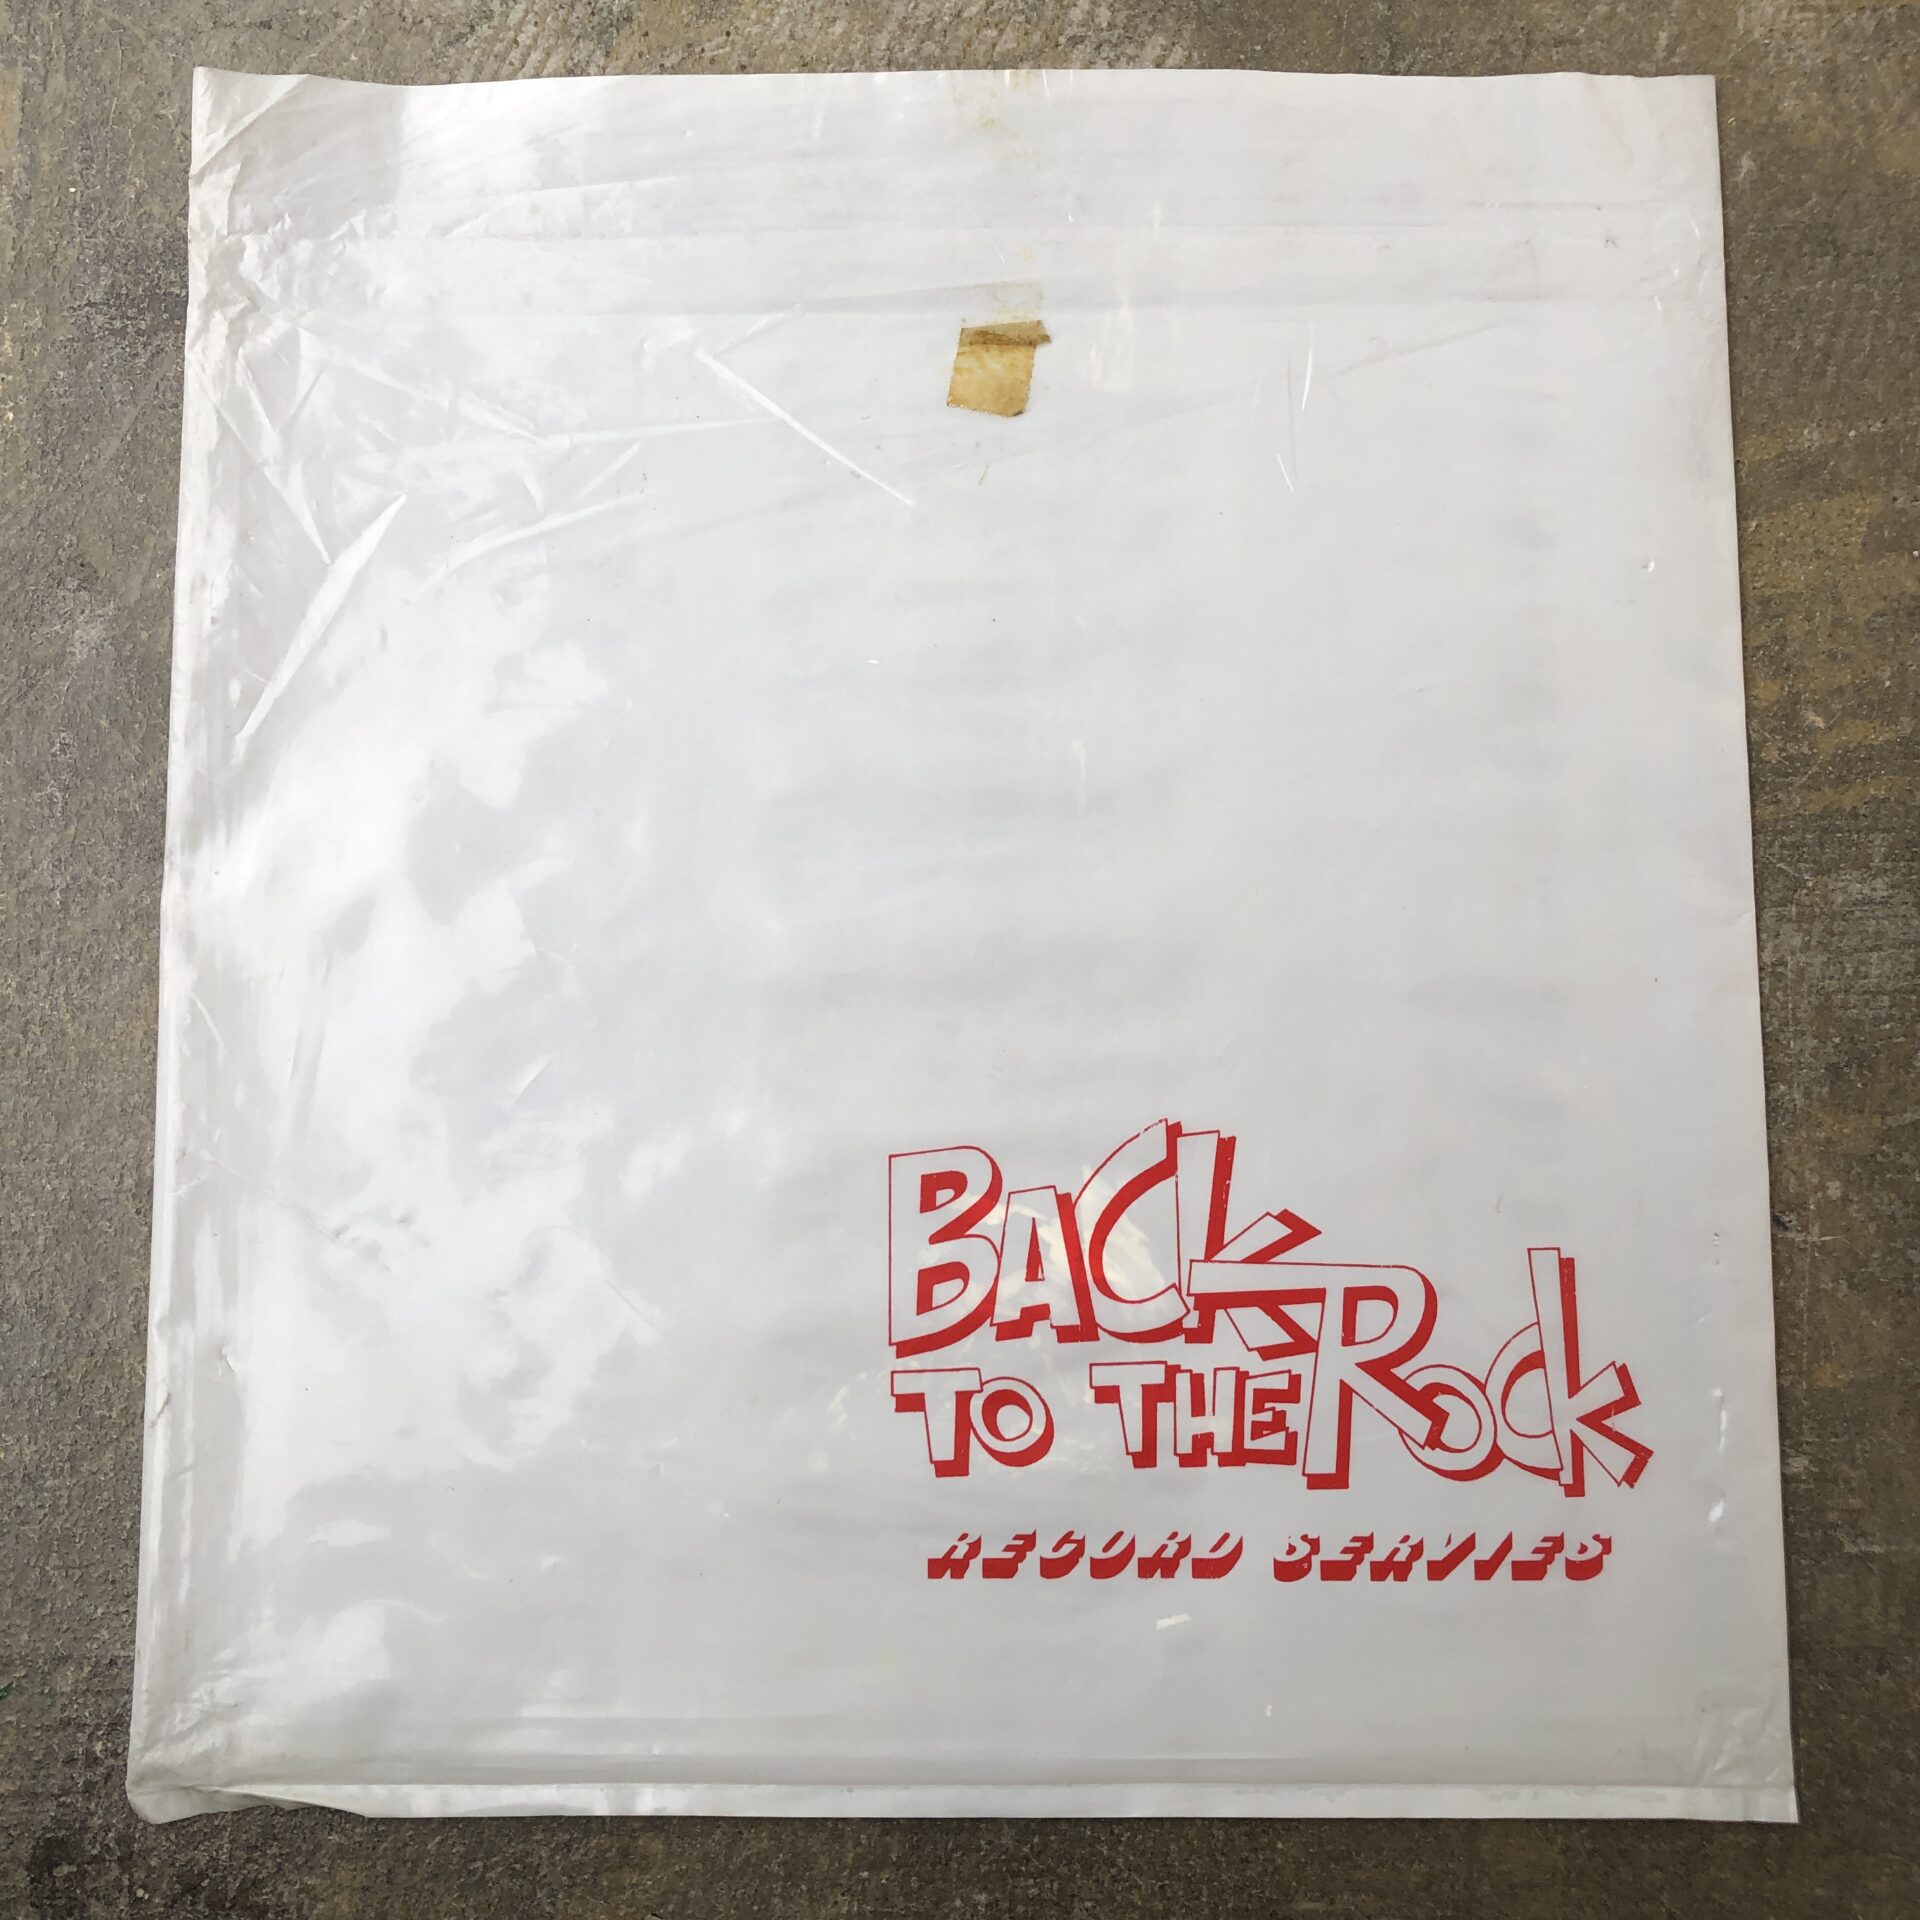 BACK
TO THE ROCK
RECORD SERVIES